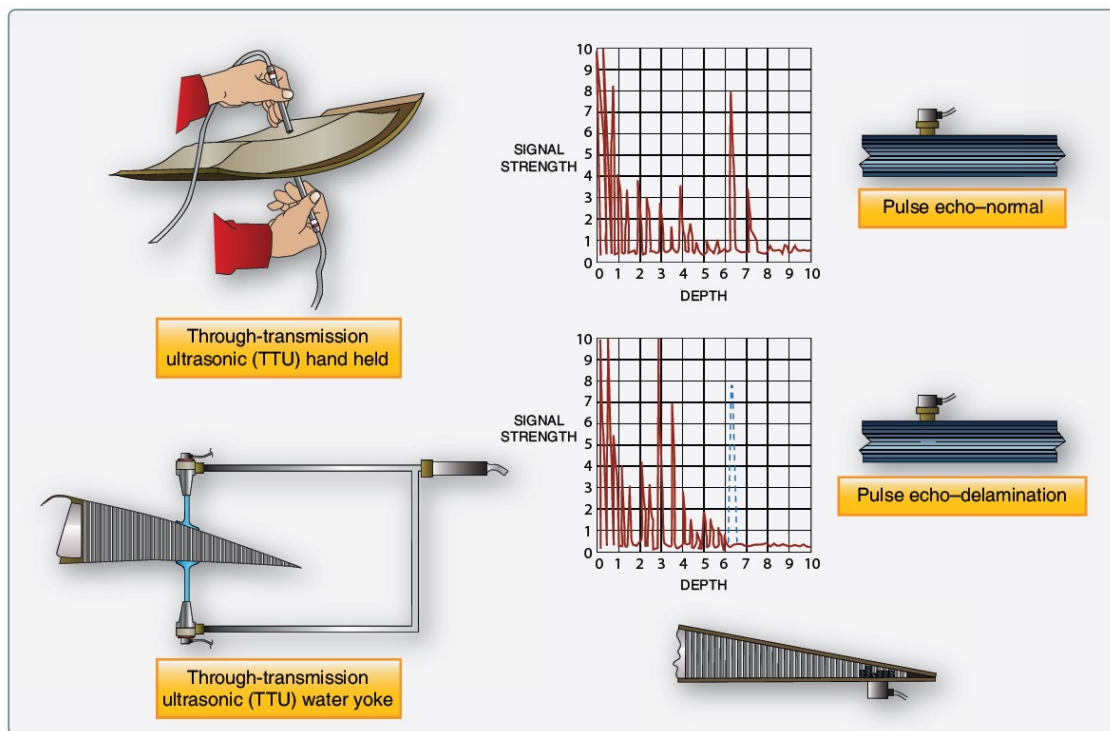 10
9
8
7
6
5
4
3
2
1
0
SIGNAL
STRENGTH
0 1 2 3 4 5 6 7 8 9 10
DEPTH
Pulse echo–normal
Through-transmission
ultrasonic (TTU) hand held
10
9
8
7
6
5
4
3
2
1
0
SIGNAL
STRENGTH
0 1 2 3 4 5 6 7 8 9 10
DEPTH
Pulse echo–delamination
Through-transmission
ultrasonic (TTU) water yoke